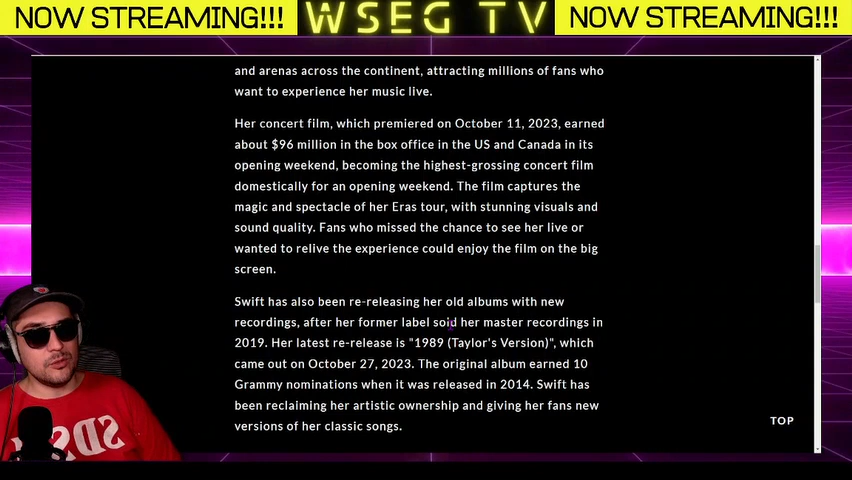 NOW STREAMING!!! WSEG TV NOW STREAMING!!!
and arenas across the continent, attracting millions of fans who
want to experience her music live.
Her concert film, which premiered on October 11, 2023, earned
about $96 million in the box office in the US and Canada in its
opening weekend, becoming the highest-grossing concert film
domestically for an opening weekend. The film captures the
magic and spectacle of her Eras tour, with stunning visuals and
sound quality. Fans who missed the chance to see her live or
wanted to relive the experience could enjoy the film on the big
screen.
Swift has also been re-releasing her old albums with new
recordings, after her former label sold her master recordings in
2019. Her latest re-release is "1989 (Taylor's Version)", which
came out on October 27, 2023. The original album earned 10
Grammy nominations when it was released in 2014. Swift has
been reclaiming her artistic ownership and giving her fans new
versions of her classic songs.
TOP